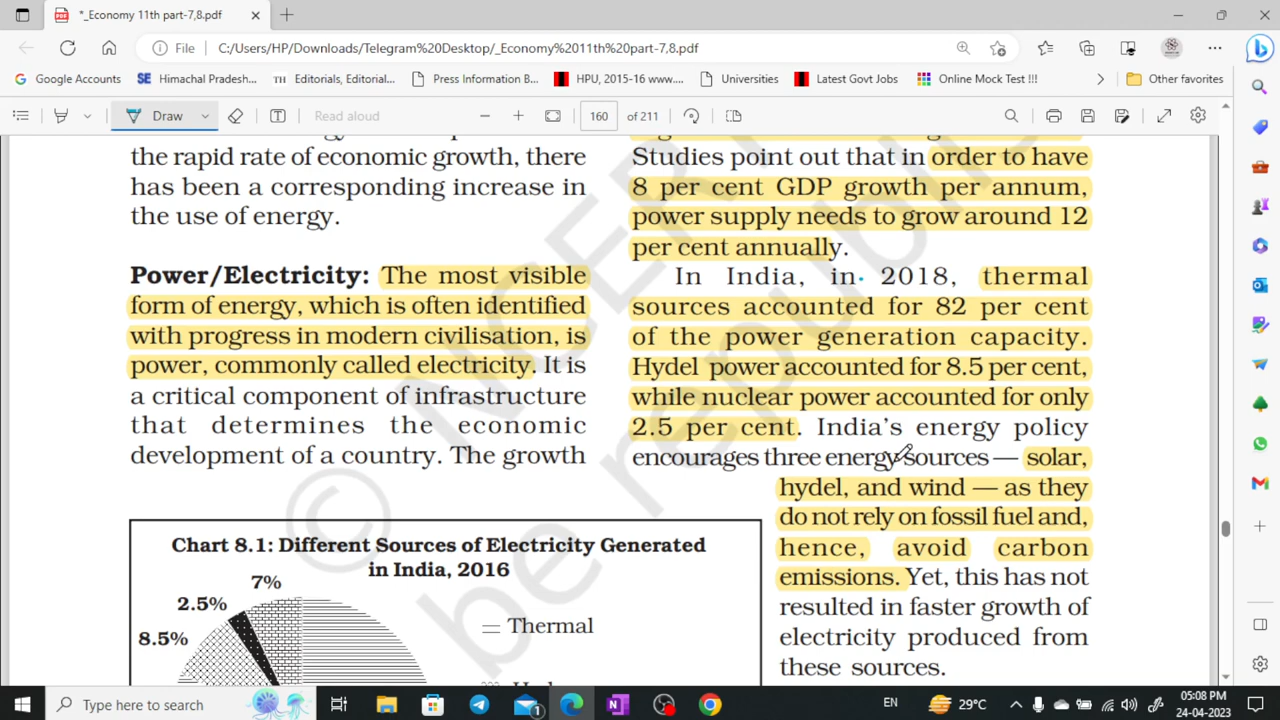 *_Economy 11th part-7,8.pdf
File
C:/Users/HP/Downloads/Telegram%20Desktop/_Economy%2011th%20part-7,8.pdf
Google Accounts
Himachal Pradesh...
Editorials, Editorial...
Press Information B...
HPU, 2015-16 www....
Universities
Latest Govt Jobs
Online Mock Test !!!
Other favorites
Draw
Read aloud
160
of 211
the rapid rate of economic growth, there
has been a corresponding increase in
the use of energy.
Power/Electricity: The most visible
form of energy, which is often identified
with progress in modern civilisation, is
power, commonly called electricity. It is
a critical component of infrastructure
that determines the economic
development of a country. The growth
Studies point out that in order to have
8 per cent GDP growth per annum,
power supply needs to grow around 12
per cent annually.
In India, in 2018, thermal
sources accounted for 82 per cent
of the power generation capacity.
Hydel power accounted for 8.5 per cent,
while nuclear power accounted for only
2.5 per cent. India's energy policy
encourages three energy sources — solar,
hydel, and wind — as they
do not rely on fossil fuel and,
hence, avoid carbon
emissions. Yet, this has not
resulted in faster growth of
electricity produced from
these sources.
Chart 8.1: Different Sources of Electricity Generated
in India, 2016
7%
2.5%
8.5%
Thermal
© NCERT
be republi
Type here to search
29°C
EN
05:08 PM
24-04-2023